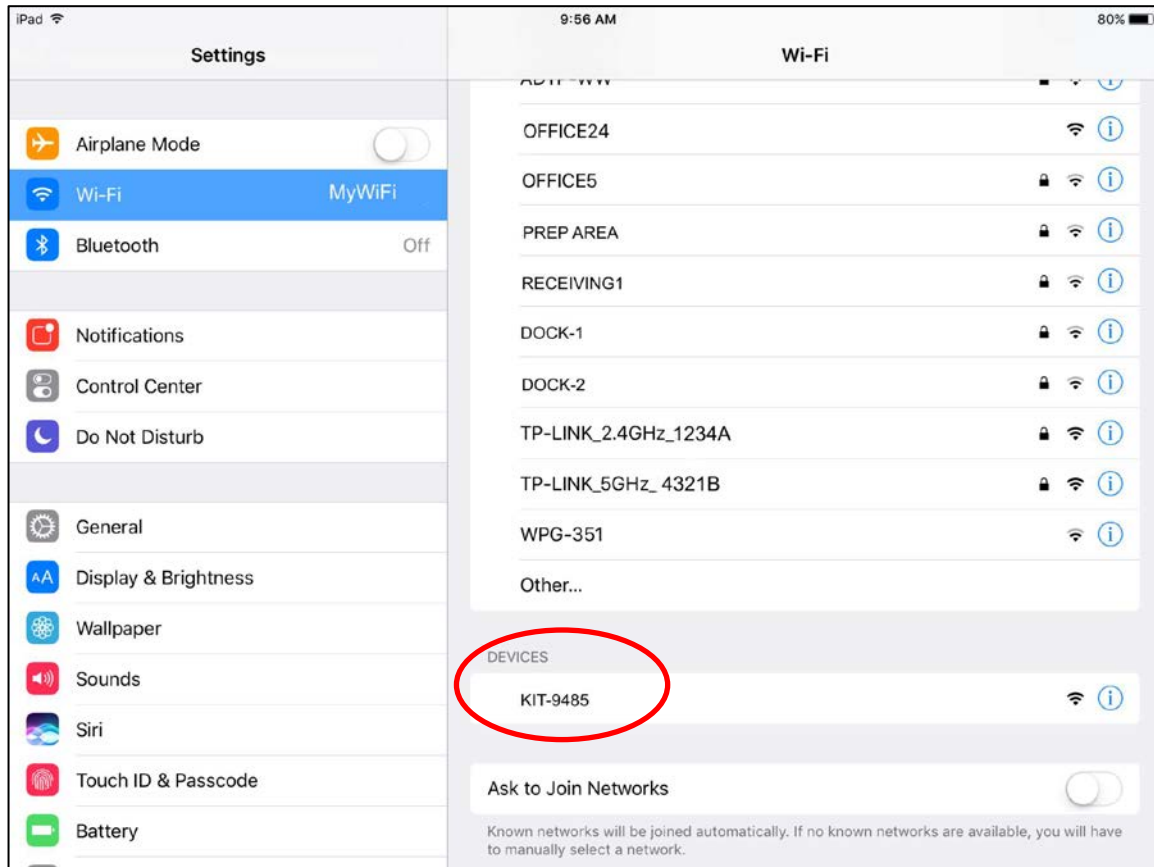 iPad
9:56 AM
80%
Settings
Wi-Fi
Airplane Mode
Wi-Fi MyWiFi
Bluetooth Off
Notifications
Control Center
Do Not Disturb
General
AA Display & Brightness
Wallpaper
Sounds
Siri
Touch ID & Passcode
Battery
OFFICE24
OFFICE5
PREP AREA
RECEIVING1
DOCK-1
DOCK-2
TP-LINK_2.4GHz_1234A
TP-LINK_5GHz_ 4321B
WPG-351
Other...
DEVICES
KIT-9485
Ask to Join Networks
Known networks will be joined automatically. If no known networks are available, you will have
to manually select a network.